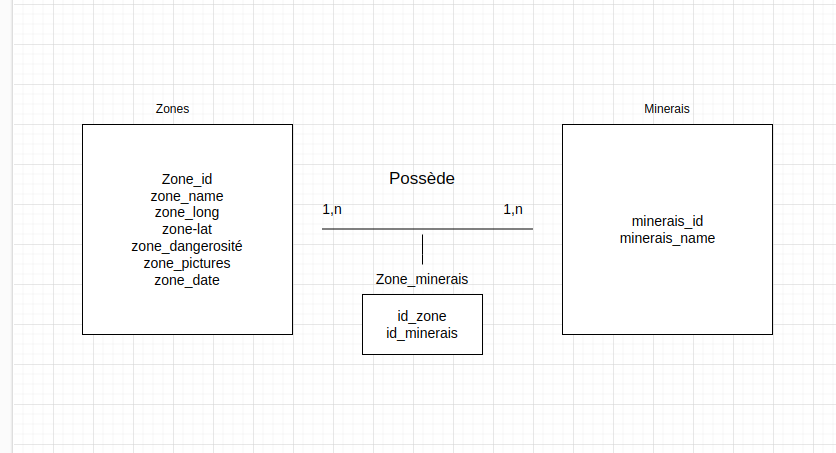 Zones
Zone_id
zone_name
zone_long
zone-lat
zone_dangerosité
zone_pictures
zone_date
Possède
1,n
1,n
Zone_minerais
id_zone
id_minerais
Minerais
minerais_id
minerais_name